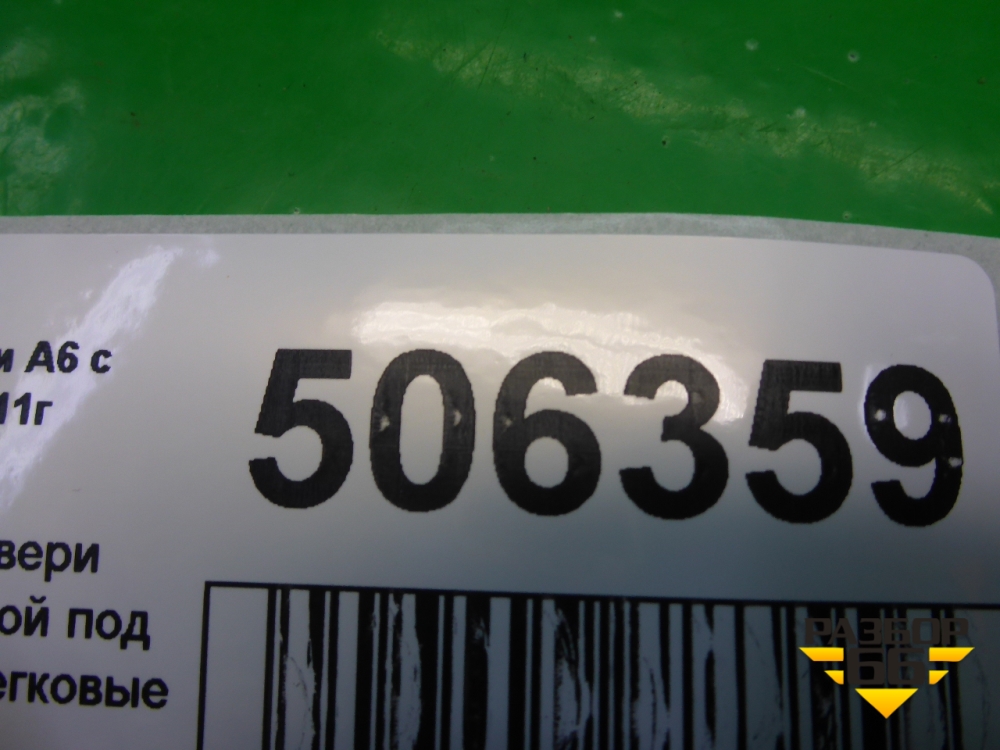 и А6 с
506359
11г
вери
ой под
егковые
РАЗБОР
66